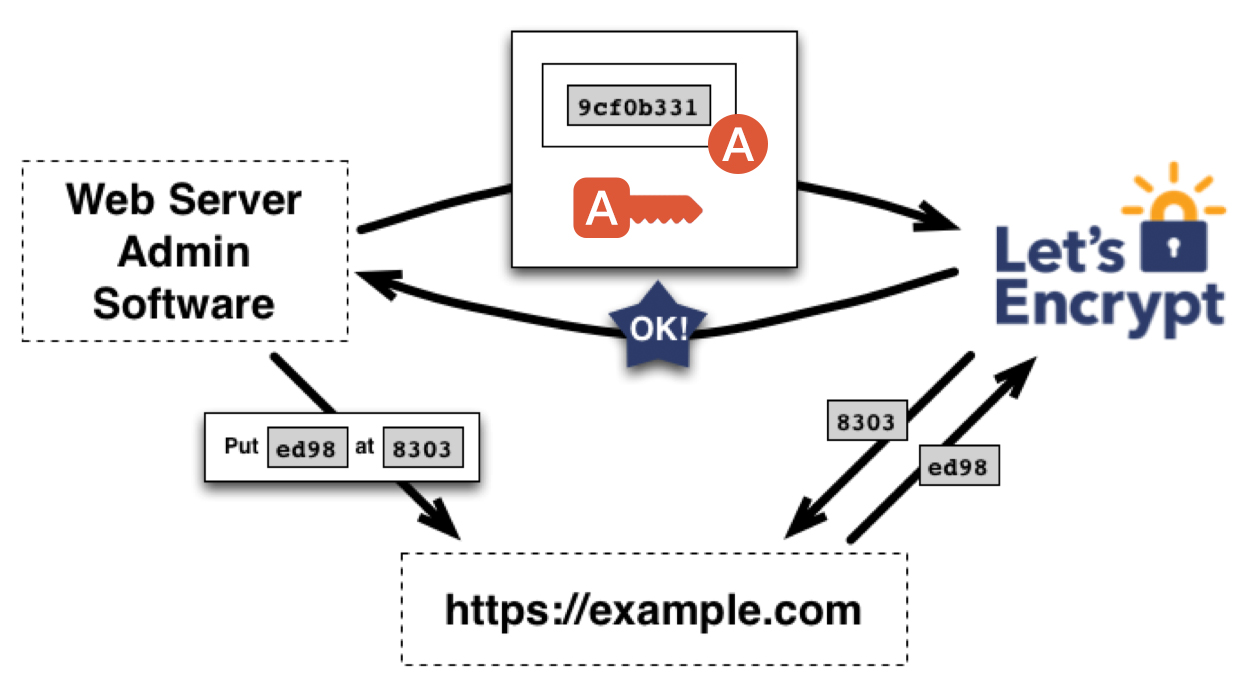 9cf0b331
A
A
Web Server
Admin
Software
Let's
Encrypt
OK!
Put ed98 at 8303
8303
ed98
https://example.com